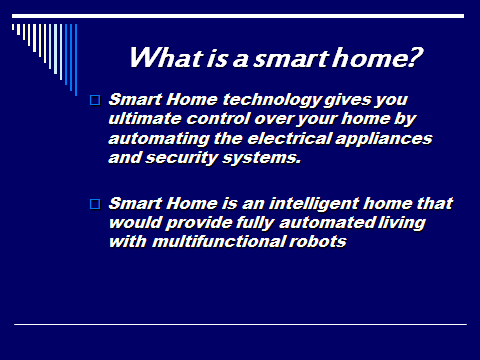 What is a smart home?
Smart Home technology gives you
ultimate control over your home by
automating the electrical appliances
and security systems.
Smart Home is an intelligent home that
would provide fully automated living
with multifunctional robots